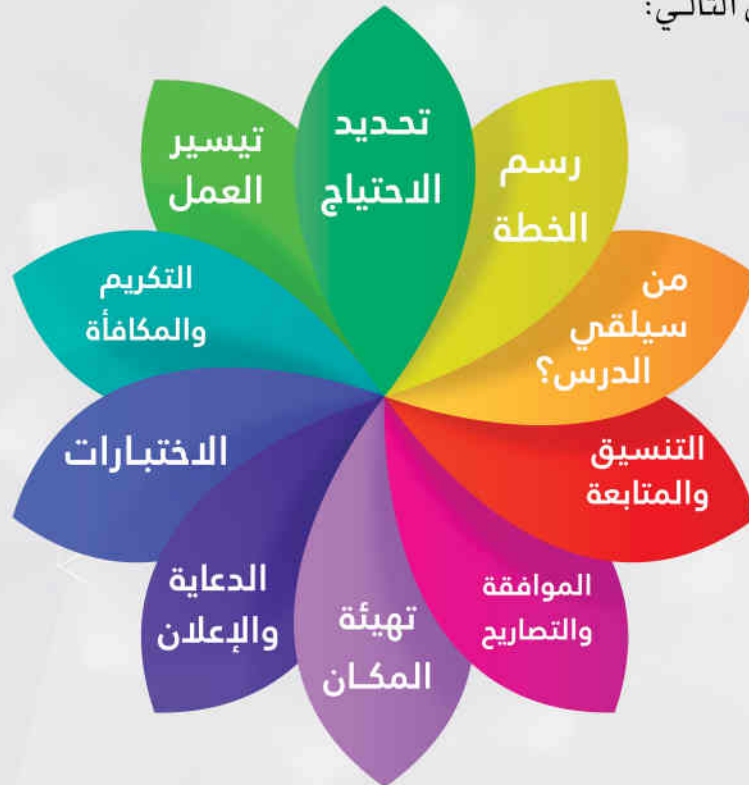 التالي:
تحديد
الاحتياج
رسم
الخطة
من
سيلقي
الدرس؟
التنسيق
والمتابعة
الموافقة
والتصاريح
تهيئة
المكان
الدعاية
والإعلان
الاختبارات
التكريم
والمكافأة
تيسير
العمل